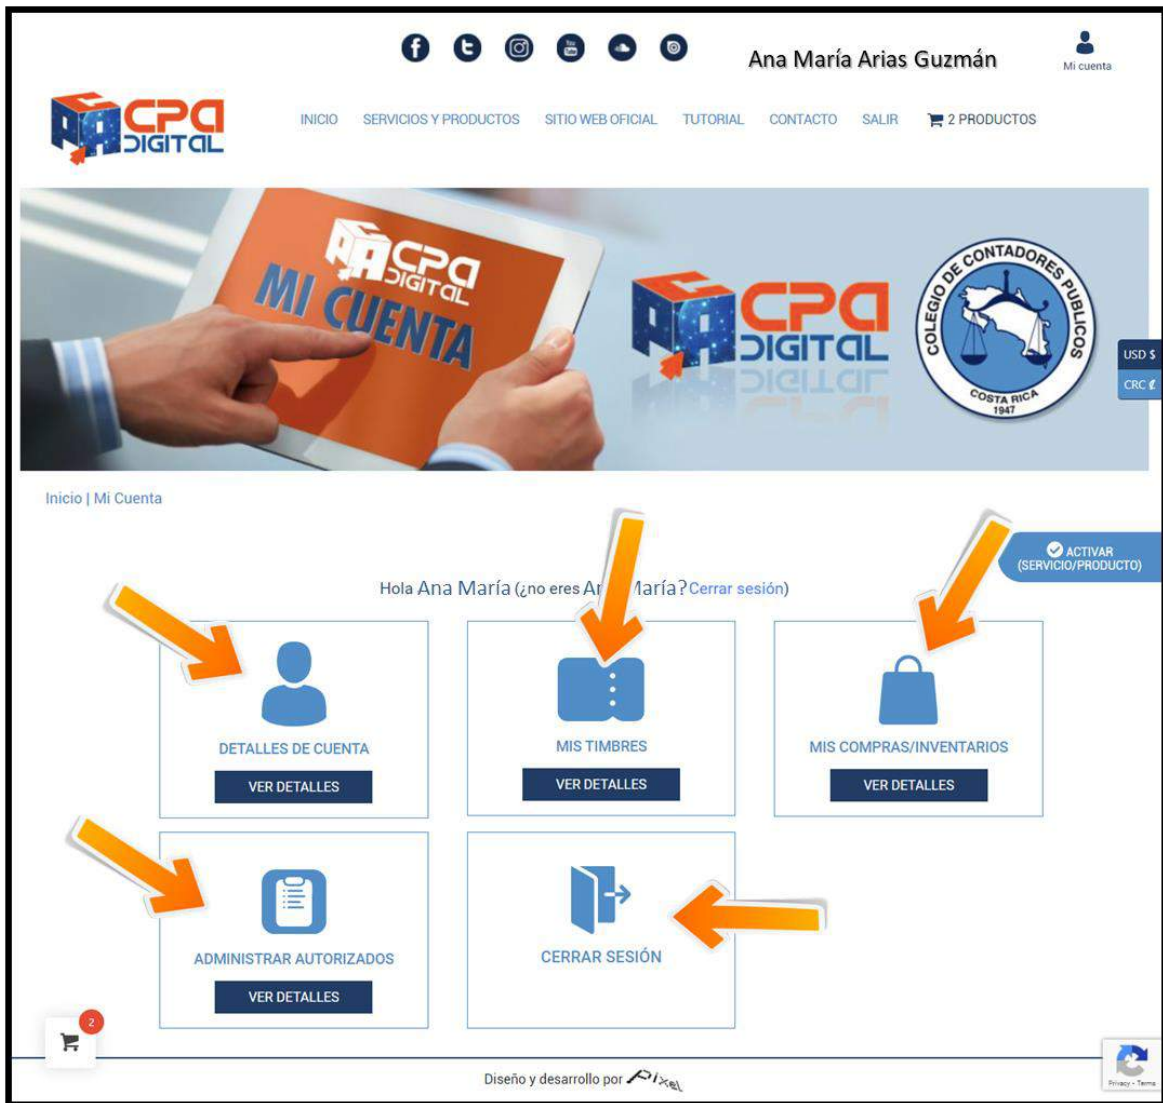 Ana María Arias Guzmán
Mi cuenta
CPA
DIGITAL
INICIO SERVICIOS Y PRODUCTOS SITIO WEB OFICIAL TUTORIAL CONTACTO SALIR 2 PRODUCTOS
CPA
DIGITAL
MI CUENTA
CPA
DIGITAL
COLEGIO DE CONTADORES PUBLICOS
COSTA RICA
1947
USD $
CRC ₡
Inicio | Mi Cuenta
ACTIVAR
(SERVICIO/PRODUCTO)
Hola Ana María (¿no eres María? Cerrar sesión)
DETALLES DE CUENTA
VER DETALLES
MIS TIMBRES
VER DETALLES
MIS COMPRAS/INVENTARIOS
VER DETALLES
ADMINISTRAR AUTORIZADOS
VER DETALLES
CERRAR SESIÓN
2
Diseño y desarrollo por Pixel
Privacy - Terms